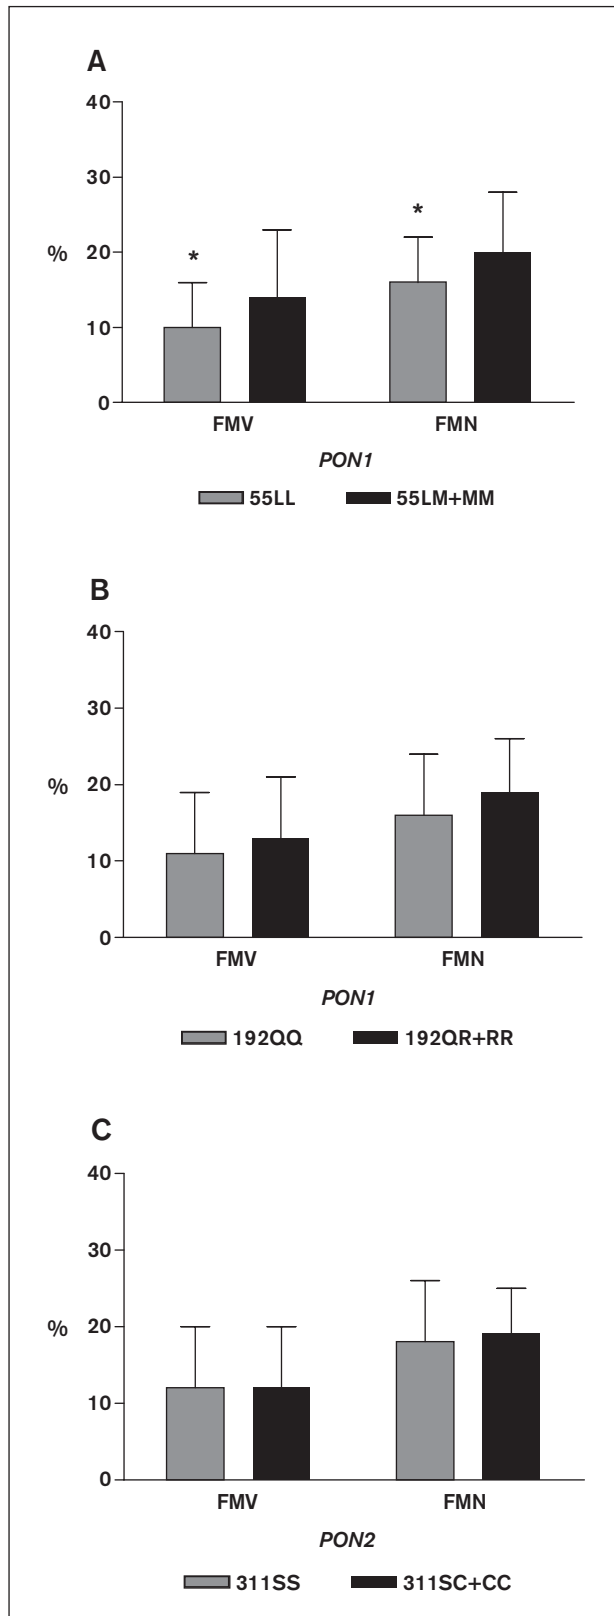 A
40
30
*
*
% 20
10
0
FMV FMN
PON1
55LL 55LM+MM
B
40
30
% 20
10
0
FMV FMN
PON1
192QQ 192QR+RR
C
40
30
% 20
10
0
FMV FMN
PON2
311SS 311SC+CC